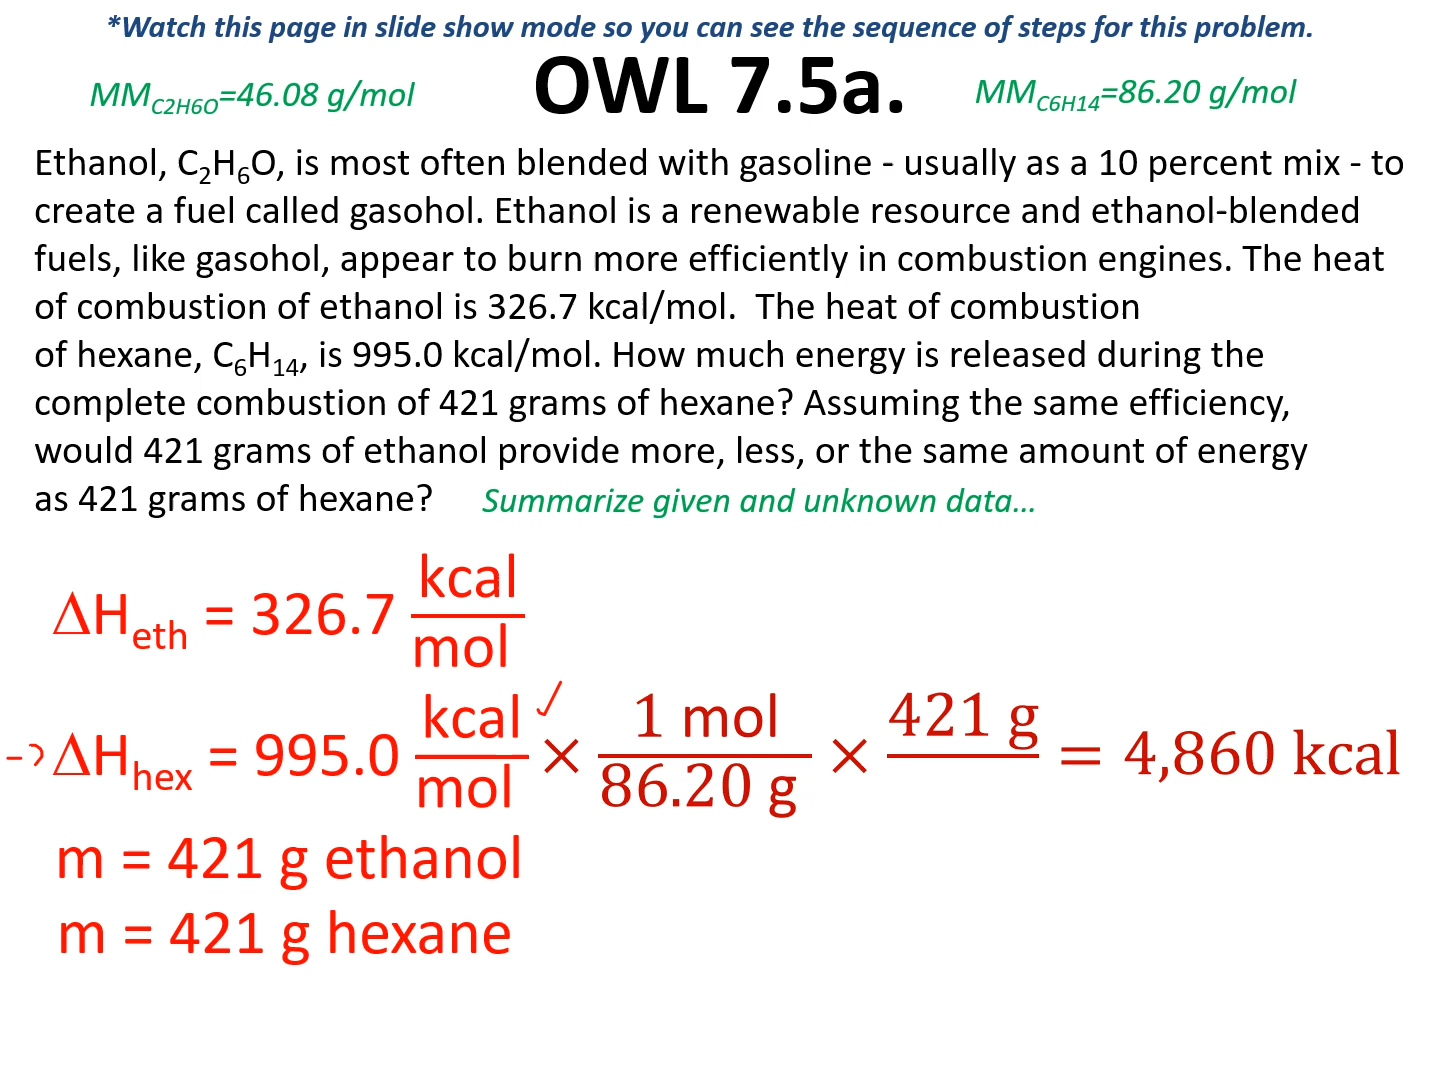 *Watch this page in slide show mode so you can see the sequence of steps for this problem.
MM_C2H6O=46.08 g/mol OWL 7.5a. MM_C6H14=86.20 g/mol
Ethanol, C₂H₆O, is most often blended with gasoline - usually as a 10 percent mix - to
create a fuel called gasohol. Ethanol is a renewable resource and ethanol-blended
fuels, like gasohol, appear to burn more efficiently in combustion engines. The heat
of combustion of ethanol is 326.7 kcal/mol. The heat of combustion
of hexane, C₆H₁₄, is 995.0 kcal/mol. How much energy is released during the
complete combustion of 421 grams of hexane? Assuming the same efficiency,
would 421 grams of ethanol provide more, less, or the same amount of energy
as 421 grams of hexane? Summarize given and unknown data...
ΔH_eth = 326.7 kcal/mol
→ ΔH_hex = 995.0 kcal/mol ✓ × 1 mol/86.20 g × 421 g = 4,860 kcal
m = 421 g ethanol
m = 421 g hexane